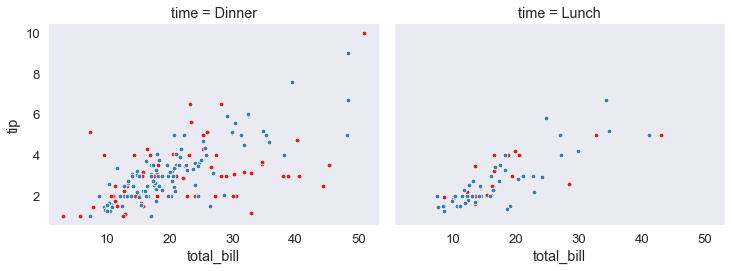 time = Dinner
time = Lunch
10
8
6
4
2
tip
10 20 30 40 50
10 20 30 40 50
total_bill
total_bill